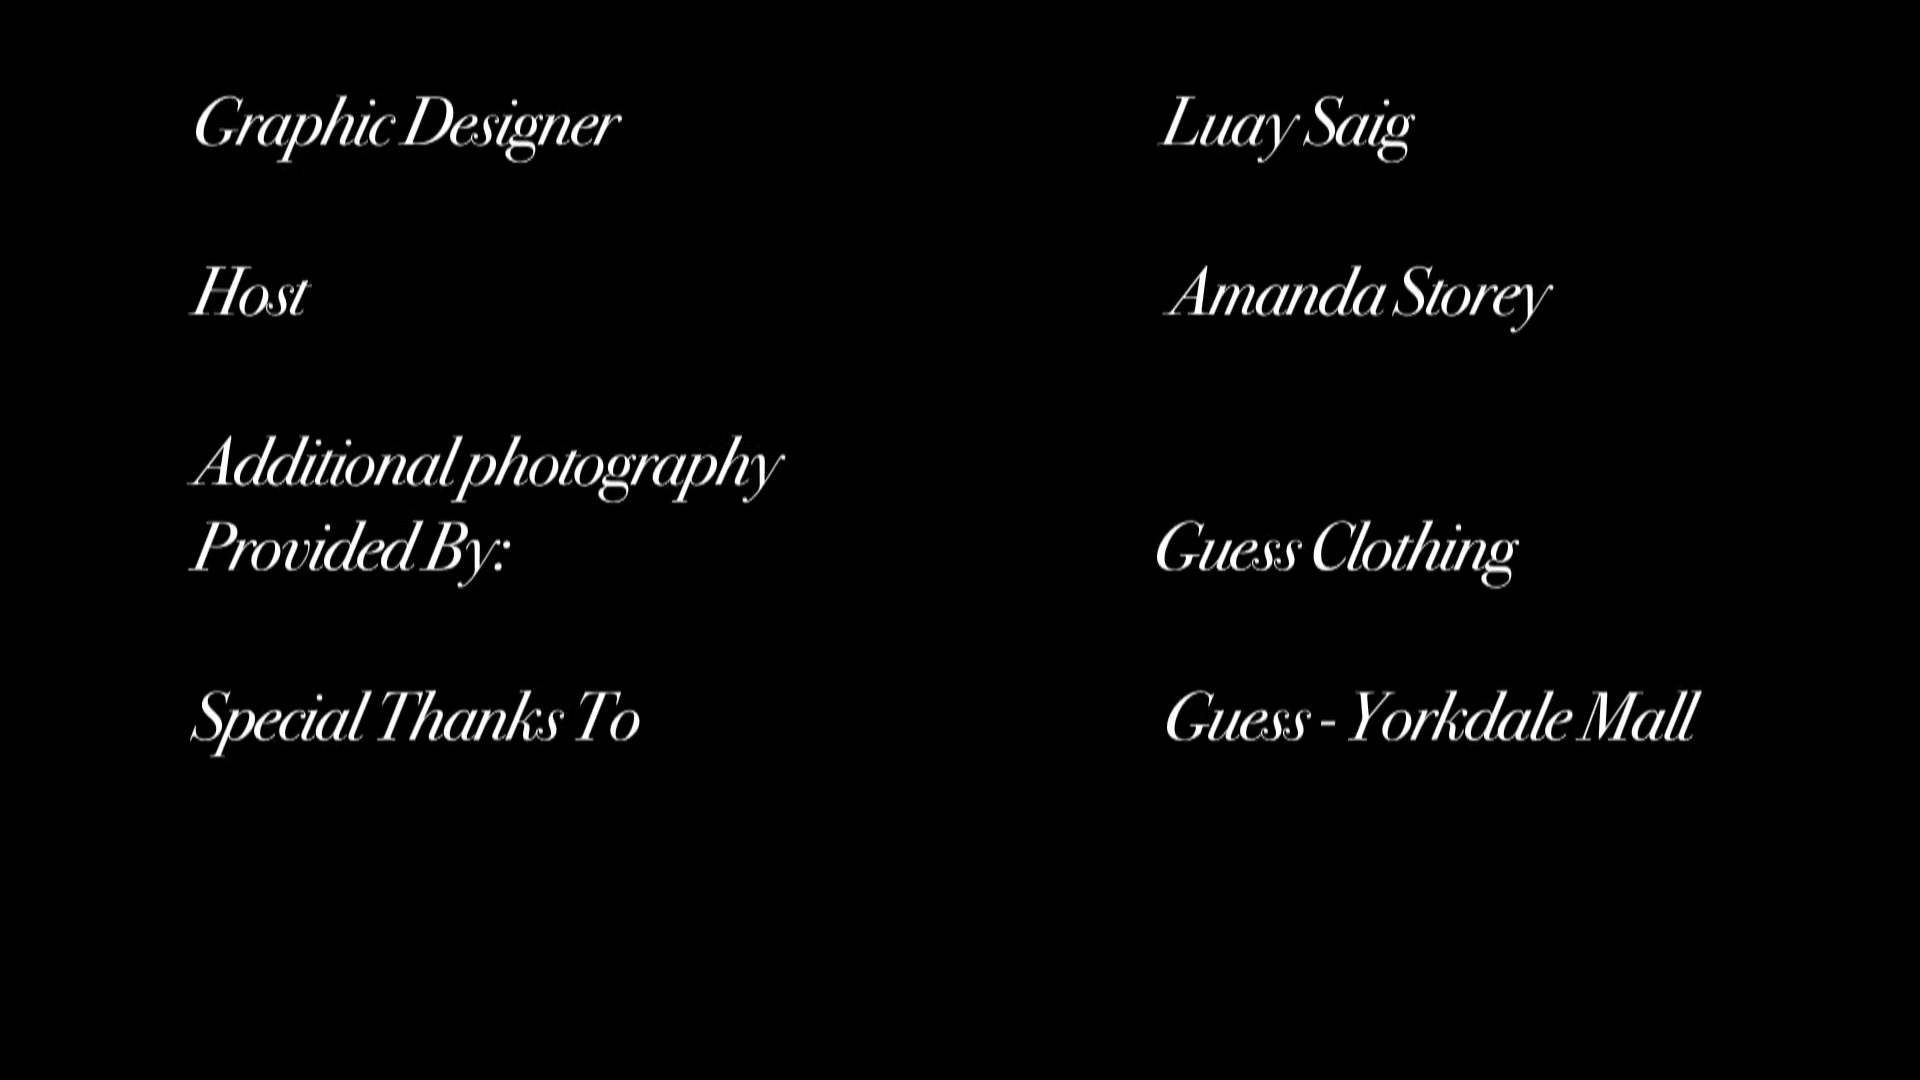 Graphic Designer Luay Saig
Host Amanda Storey
Additional photography
Provided By: Guess Clothing
Special Thanks To Guess - Yorkdale Mall